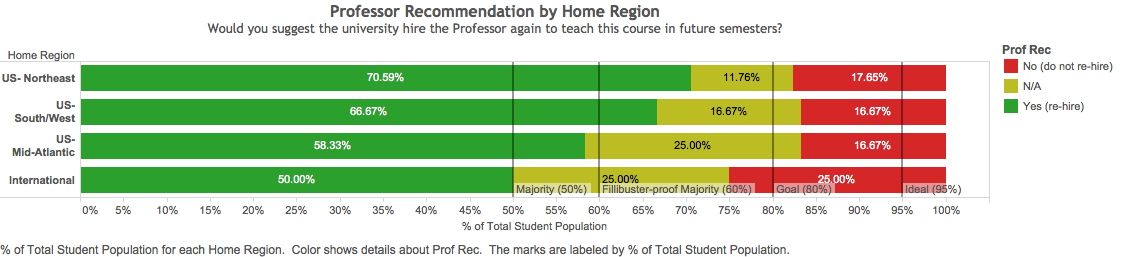 Professor Recommendation by Home Region
Would you suggest the university hire the Professor again to teach this course in future semesters?
Home Region
US- Northeast
70.59%
11.76%
17.65%
US-
South/West
66.67%
16.67%
16.67%
US-
Mid-Atlantic
58.33%
25.00%
16.67%
International
50.00%
25.00%
25.00%
Majority (50%)
Fillibuster-proof Majority (60%)
Goal (80%)
Ideal (95%)
0%
5%
10%
15%
20%
25%
30%
35%
40%
45%
50%
55%
60%
65%
70%
75%
80%
85%
90%
95%
100%
% of Total Student Population
Prof Rec
No (do not re-hire)
N/A
Yes (re-hire)
% of Total Student Population for each Home Region. Color shows details about Prof Rec. The marks are labeled by % of Total Student Population.